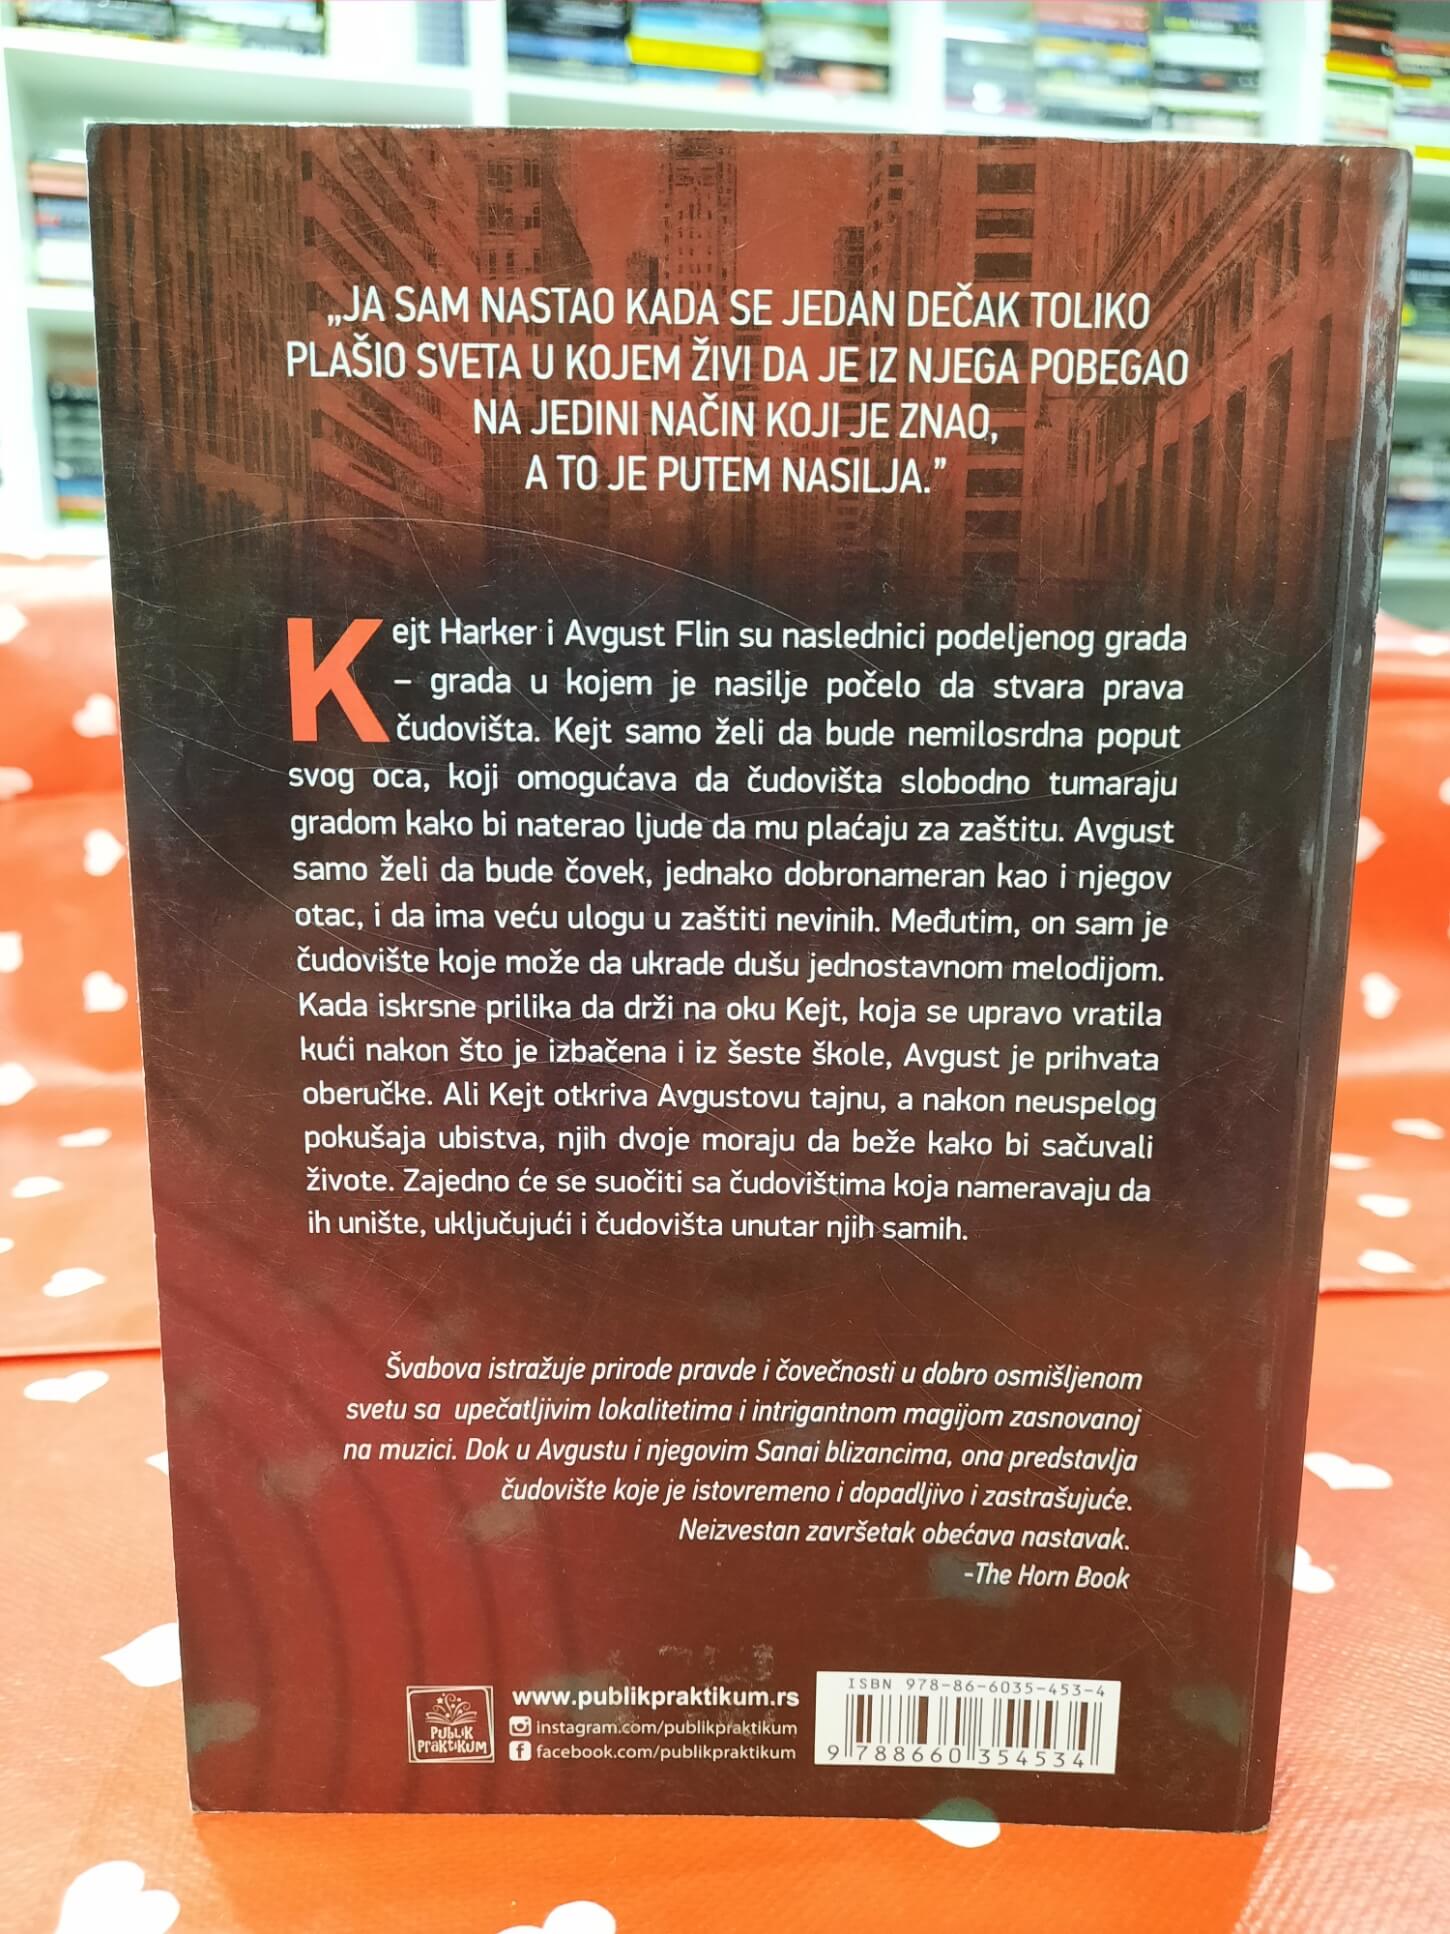 „JA SAM NASTAO KADA SE JEDAN DEČAK TOLIKO
PLAŠIO SVETA U KOJEM ŽIVI DA JE IZ NJEGA POBEGAO
NA JEDINI NAČIN KOJI JE ZNAO,
A TO JE PUTEM NASILJA.”
Kejt Harker i Avgust Flin su naslednici podeljenog grada
– grada u kojem je nasilje počelo da stvara prava
čudovišta. Kejt samo želi da bude nemilosrdna poput
svog oca, koji omogućava da čudovišta slobodno tumaraju
gradom kako bi naterao ljude da mu plaćaju za zaštitu. Avgust
samo želi da bude čovek, jednako dobronameran kao i njegov
otac, i da ima veću ulogu u zaštiti nevinih. Međutim, on sam je
čudovište koje može da ukrade dušu jednostavnom melodijom.
Kada iskrsne prilika da drži na oku Kejt, koja se upravo vratila
kući nakon što je izbačena i iz šeste škole, Avgust je prihvata
oberučke. Ali Kejt otkriva Avgustovu tajnu, a nakon neuspelog
pokušaja ubistva, njih dvoje moraju da beže kako bi sačuvali
živote. Zajedno će se suočiti sa čudovištima koja nameravaju da
ih unište, uključujući i čudovišta unutar njih samih.
Švabova istražuje prirode pravde i čovečnosti u dobro osmišljenom
svetu sa upečatljivim lokalitetima i intrigantnom magijom zasnovanoj
na muzici. Dok u Avgustu i njegovim Sanai blizancima, ona predstavlja
čudovište koje je istovremeno i dopadljivo i zastrašujuće.
Neizvestan završetak obećava nastavak.
-The Horn Book
PUBLIK PRAKTIKUM
www.publikpraktikum.rs
instagram.com/publikpraktikum
facebook.com/publikpraktikum
ISBN 978-86-6035-453-4
9 788660 354534